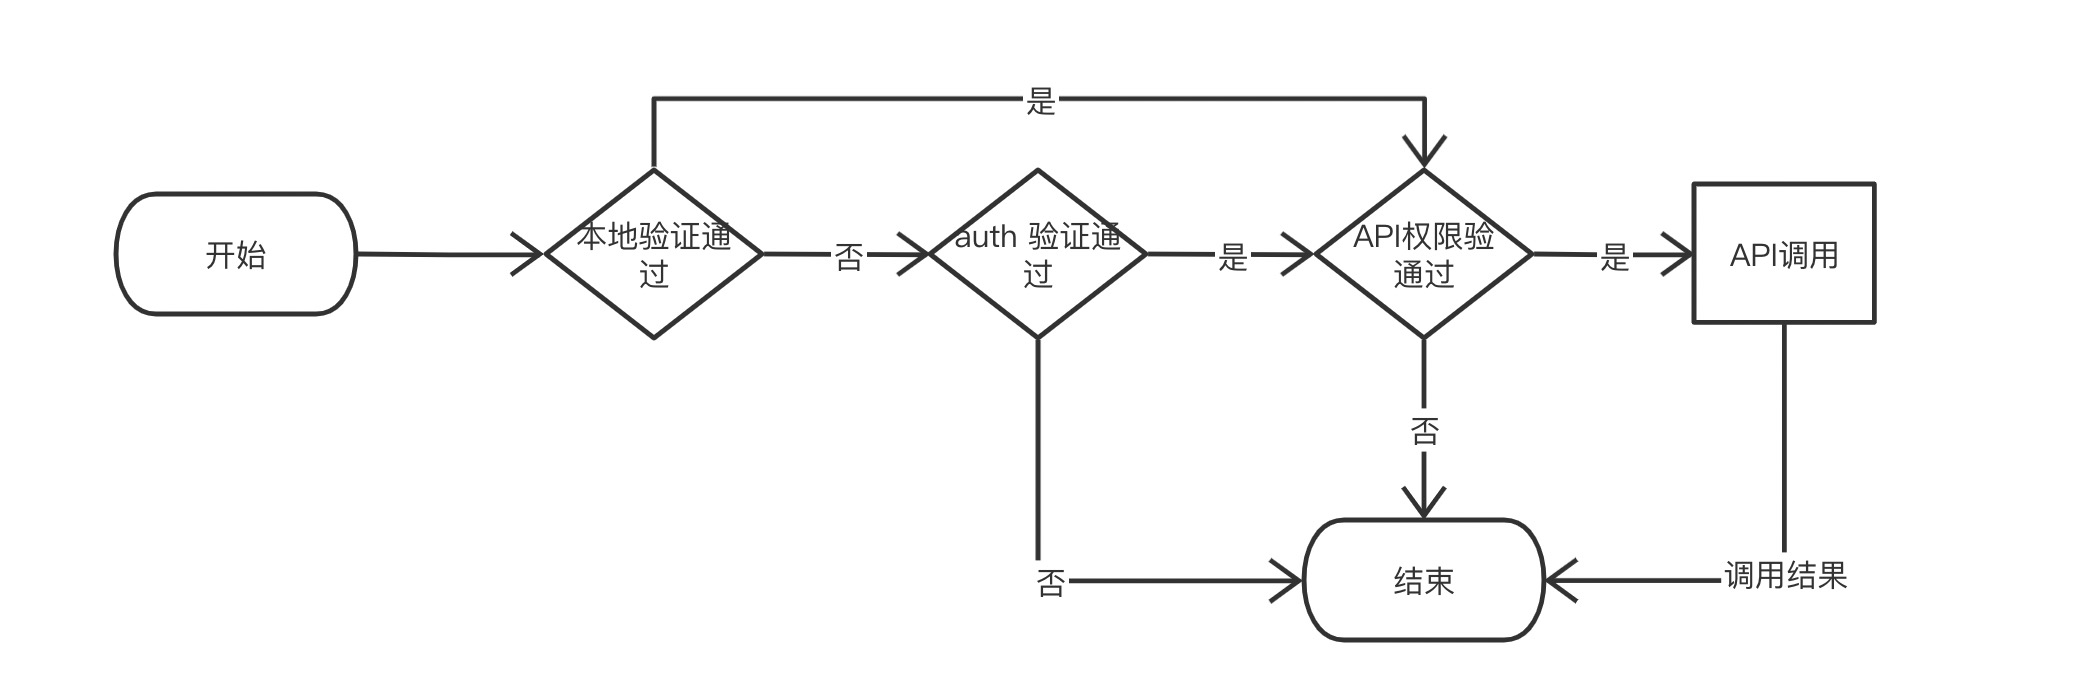 是
开始
本地验证通
过
否
auth 验证通
过
是
API权限验
通过
是
API调用
否
否
结束
调用结果